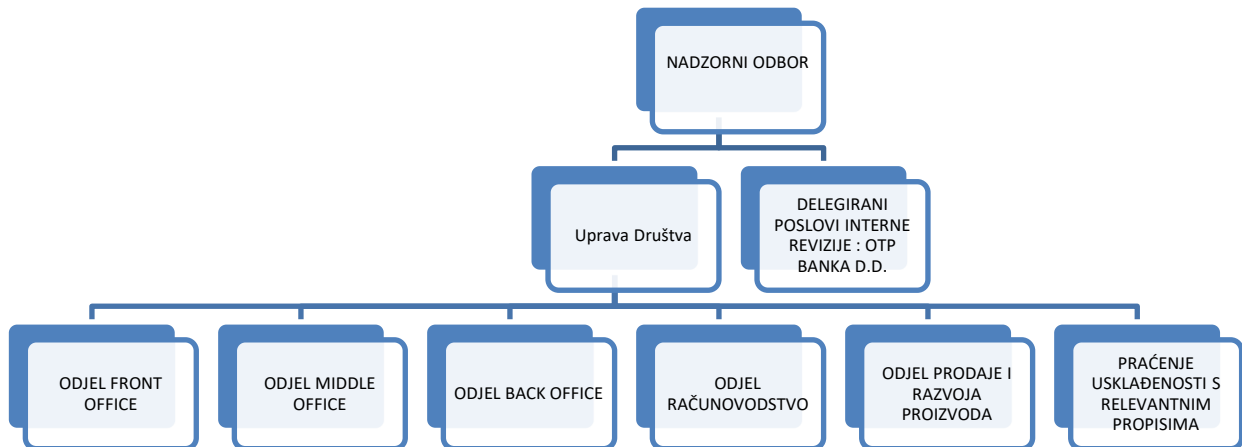 NADZORNI ODBOR
Uprava Društva
DELEGIRANI
POSLOVI INTERNE
REVIZIJE : OTP
BANKA D.D.
ODJEL FRONT
OFFICE
ODJEL MIDDLE
OFFICE
ODJEL BACK OFFICE
ODJEL
RAČUNOVODSTVO
ODJEL PRODAJE I
RAZVOJA
PROIZVODA
PRAĆENJE
USKLAĐENOSTI S
RELEVANTNIM
PROPISIMA